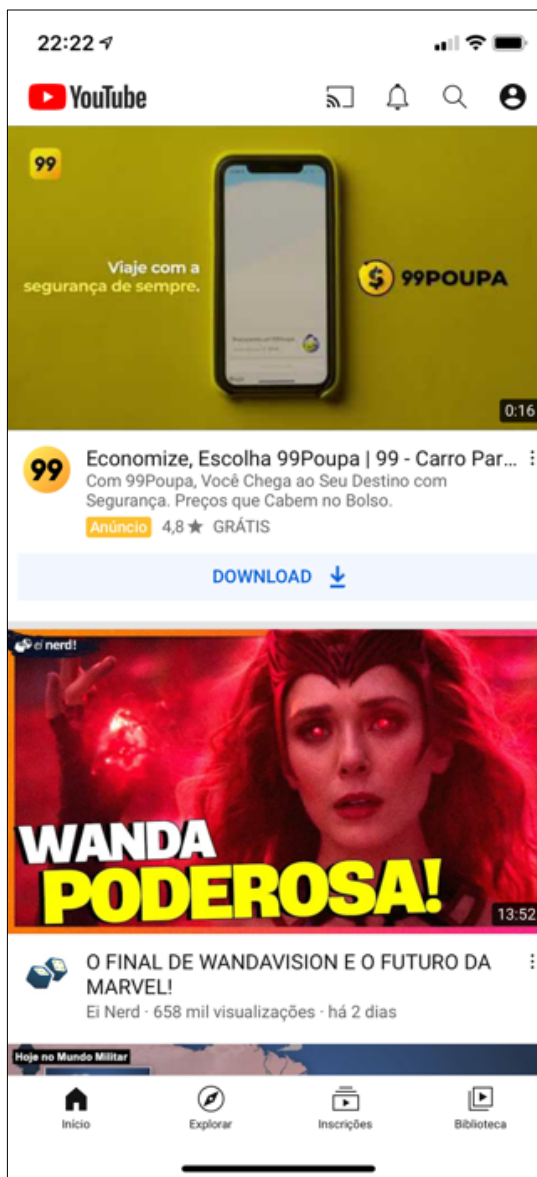 22:22
YouTube
99
Viaje com a
segurança de sempre.
$ 99POUPA
0:16
99
Economize, Escolha 99Poupa | 99 - Carro Par...
Com 99Poupa, Você Chega ao Seu Destino com
Segurança. Preços que Cabem no Bolso.
Anúncio 4,8 ★ GRÁTIS
DOWNLOAD
ei nerd!
WANDA
PODEROSA!
13:52
O FINAL DE WANDAVISION E O FUTURO DA
MARVEL!
Ei Nerd · 658 mil visualizações · há 2 dias
Hoje no Mundo Militar
Início
Explorar
Inscrições
Biblioteca